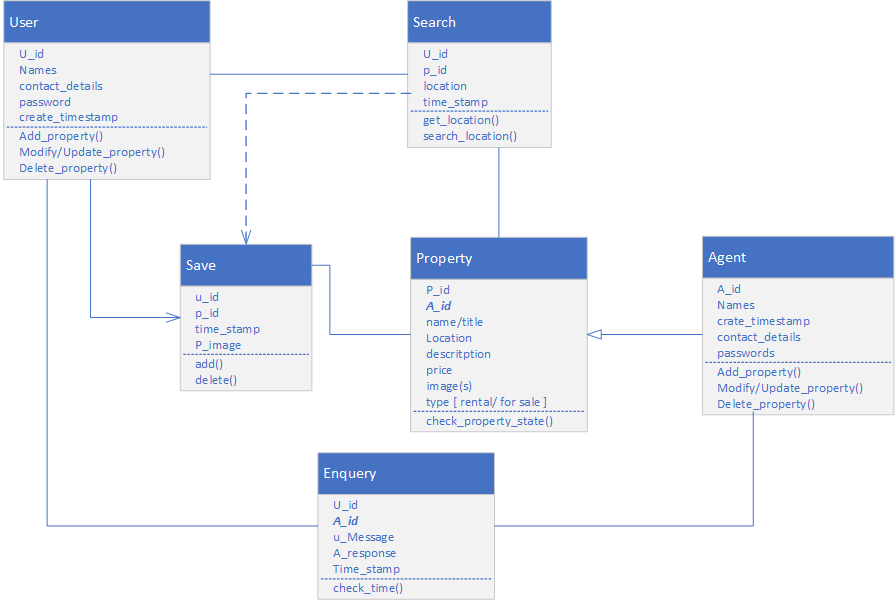 User
U_id
Names
contact_details
password
create_timestamp
Add_property()
Modify/Update_property()
Delete_property()
Search
U_id
p_id
location
time_stamp
get_location()
search_location()
Save
u_id
p_id
time_stamp
P_image
add()
delete()
Property
P_id
A_id
name/title
Location
descritption
price
image(s)
type [ rental/ for sale ]
check_property_state()
Agent
A_id
Names
crate_timestamp
contact_details
passwords
Add_property()
Modify/Update_property()
Delete_property()
Enquery
U_id
A_id
u_Message
A_response
Time_stamp
check_time()